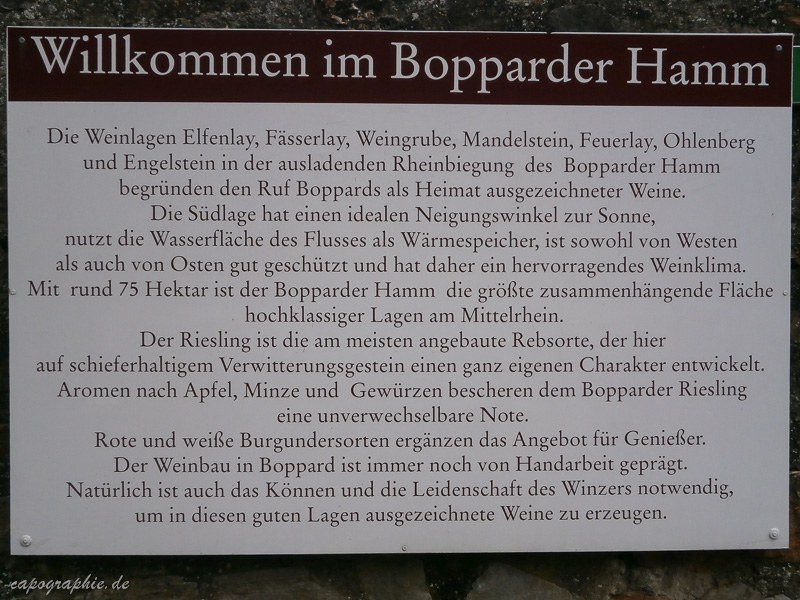 Willkommen im Bopparder Hamm
Die Weinlagen Elfenlay, Fässerlay, Weingrube, Mandelstein, Feuerlay, Ohlenberg
und Engelstein in der ausladenden Rheinbiegung des Bopparder Hamm
begründen den Ruf Boppards als Heimat ausgezeichneter Weine.
Die Südlage hat einen idealen Neigungswinkel zur Sonne,
nutzt die Wasserfläche des Flusses als Wärmespeicher, ist sowohl von Westen
als auch von Osten gut geschützt und hat daher ein hervorragendes Weinklima.
Mit rund 75 Hektar ist der Bopparder Hamm die größte zusammenhängende Fläche
hochklassiger Lagen am Mittelrhein.
Der Riesling ist die am meisten angebaute Rebsorte, der hier
auf schieferhaltigem Verwitterungsgestein einen ganz eigenen Charakter entwickelt.
Aromen nach Apfel, Minze und Gewürzen bescheren dem Bopparder Riesling
eine unverwechselbare Note.
Rote und weiße Burgundersorten ergänzen das Angebot für Genießer.
Der Weinbau in Boppard ist immer noch von Handarbeit geprägt.
Natürlich ist auch das Können und die Leidenschaft des Winzers notwendig,
um in diesen guten Lagen ausgezeichnete Weine zu erzeugen.
capographie.de